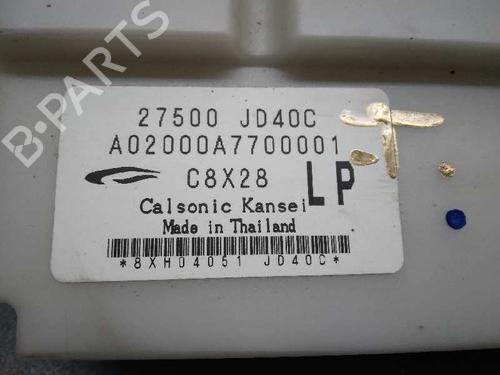 B-PARTS
27500 JD40C
A02000A7700001
C8X28
LP
Calsonic Kansei
Made in Thailand
*8XH04051 JD40C*